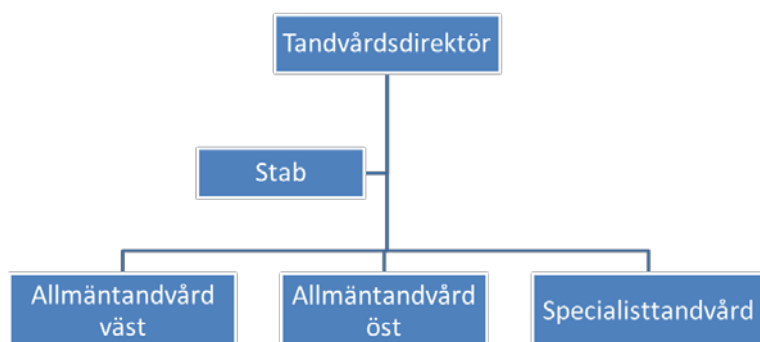 Tandvårdsdirektör
Stab
Allmäntandvård
väst
Allmäntandvård
öst
Specialisttandvård